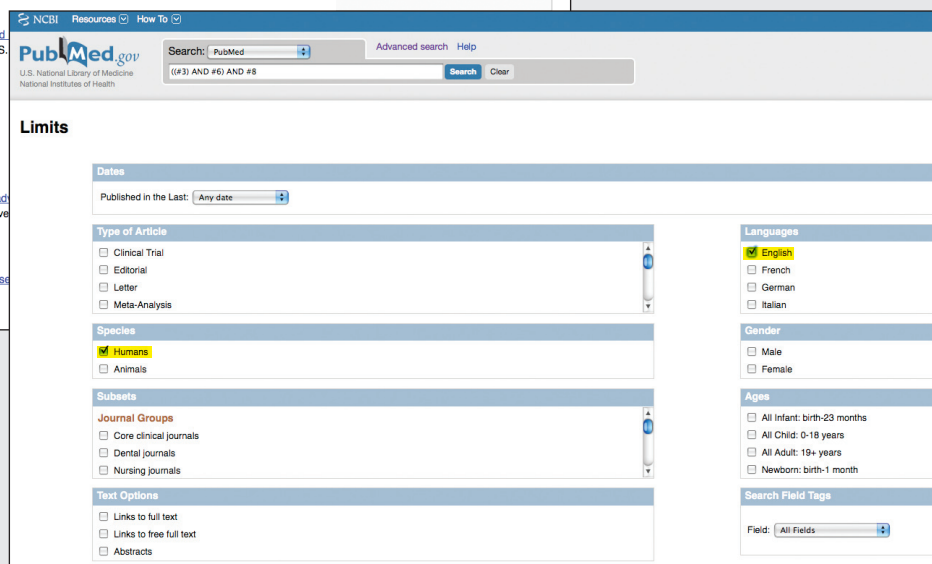 NCBI Resources How To
PubMed.gov
U.S. National Library of Medicine
National Institutes of Health
Search: PubMed
Advanced search Help
((#3) AND #6) AND #8
Search Clear
Limits
Dates
Published in the Last: Any date
Type of Article
Clinical Trial
Editorial
Letter
Meta-Analysis
Languages
English
French
German
Italian
Species
Humans
Animals
Gender
Male
Female
Subsets
Journal Groups
Core clinical journals
Dental journals
Nursing journals
Ages
All Infant: birth-23 months
All Child: 0-18 years
All Adult: 19+ years
Newborn: birth-1 month
Text Options
Links to full text
Links to free full text
Abstracts
Search Field Tags
Field: All Fields